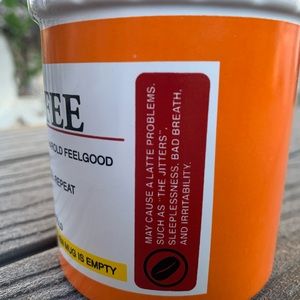 FEE
OLD FEELGOOD
REPEAT
MUG IS EMPTY
MAY CAUSE A LATTE PROBLEMS,
SUCH AS "THE JITTERS",
SLEEPLESSNESS, BAD BREATH,
AND IRRITABILITY.